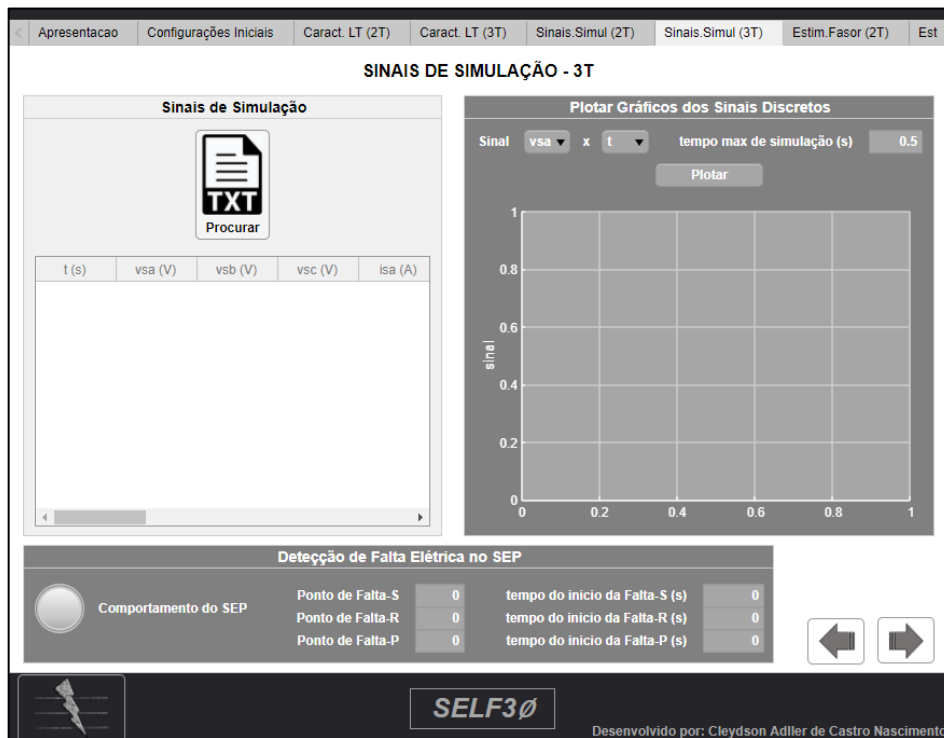 Apresentacao Configurações Iniciais Caract. LT (2T) Caract. LT (3T) Sinais.Simul (2T) Sinais.Simul (3T) Estim.Fasor (2T) Est
SINAIS DE SIMULAÇÃO - 3T
Sinais de Simulação
TXT
Procurar
t (s) vsa (V) vsb (V) vsc (V) isa (A)
Plotar Gráficos dos Sinais Discretos
Sinal vsa x t tempo max de simulação (s) 0.5
Plotar
1
0.8
0.6
0.4
0.2
0
sinal
0 0.2 0.4 0.6 0.8 1
Deteçção de Falta Elétrica no SEP
Comportamento do SEP
Ponto de Falta-S 0 tempo do inicio da Falta-S (s) 0
Ponto de Falta-R 0 tempo do inicio da Falta-R (s) 0
Ponto de Falta-P 0 tempo do inicio da Falta-P (s) 0
SELF3Ø
Desenvolvido por: Cleydson Adller de Castro Nascimento